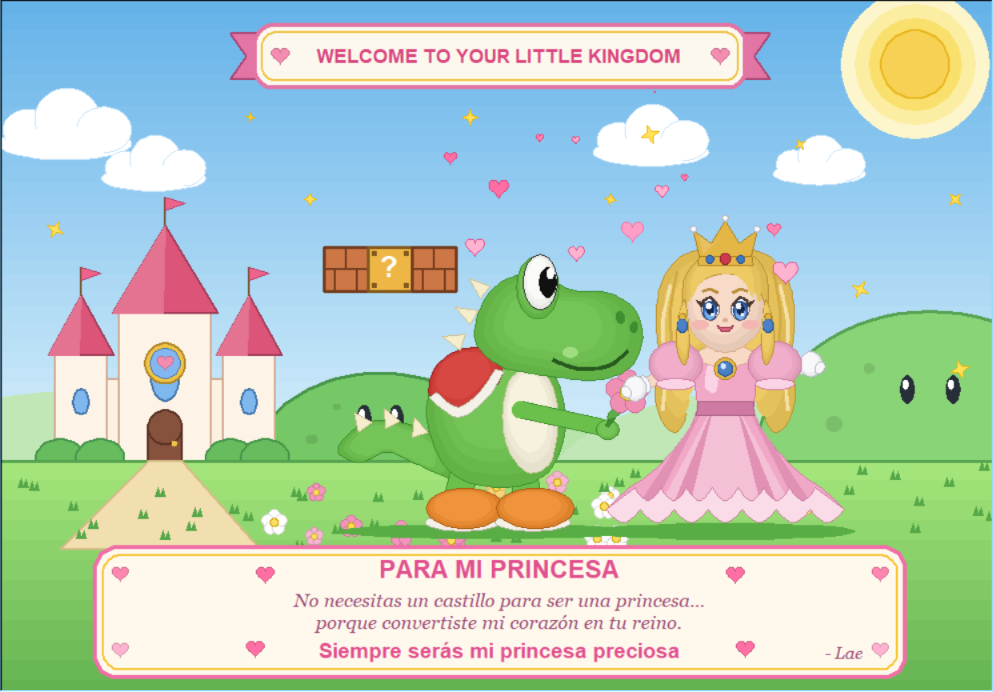 WELCOME TO YOUR LITTLE KINGDOM
?
PARA MI PRINCESA
No necesitas un castillo para ser una princesa...
porque convertiste mi corazón en tu reino.
Siempre serás mi princesa preciosa
- Lae